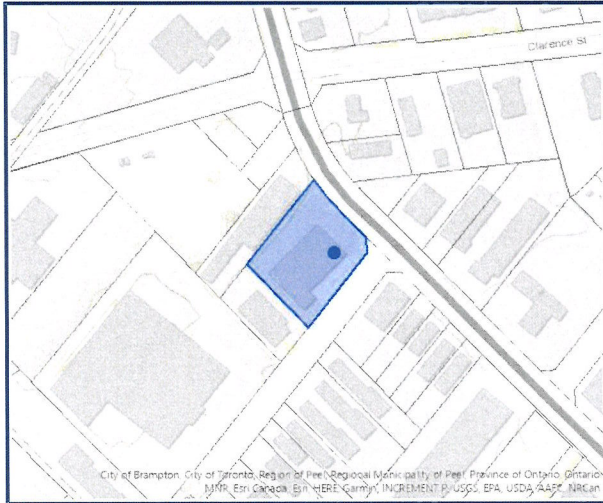 Clarence St
City of Brampton, City of Toronto, Region of Peel, Regional Municipality of Peel, Province of Ontario, Ontario
MNR, Esri Canada, Esri, HERE, Garmin, INCREMENT P, USGS, EPA, USDA, AAFC, NRCan